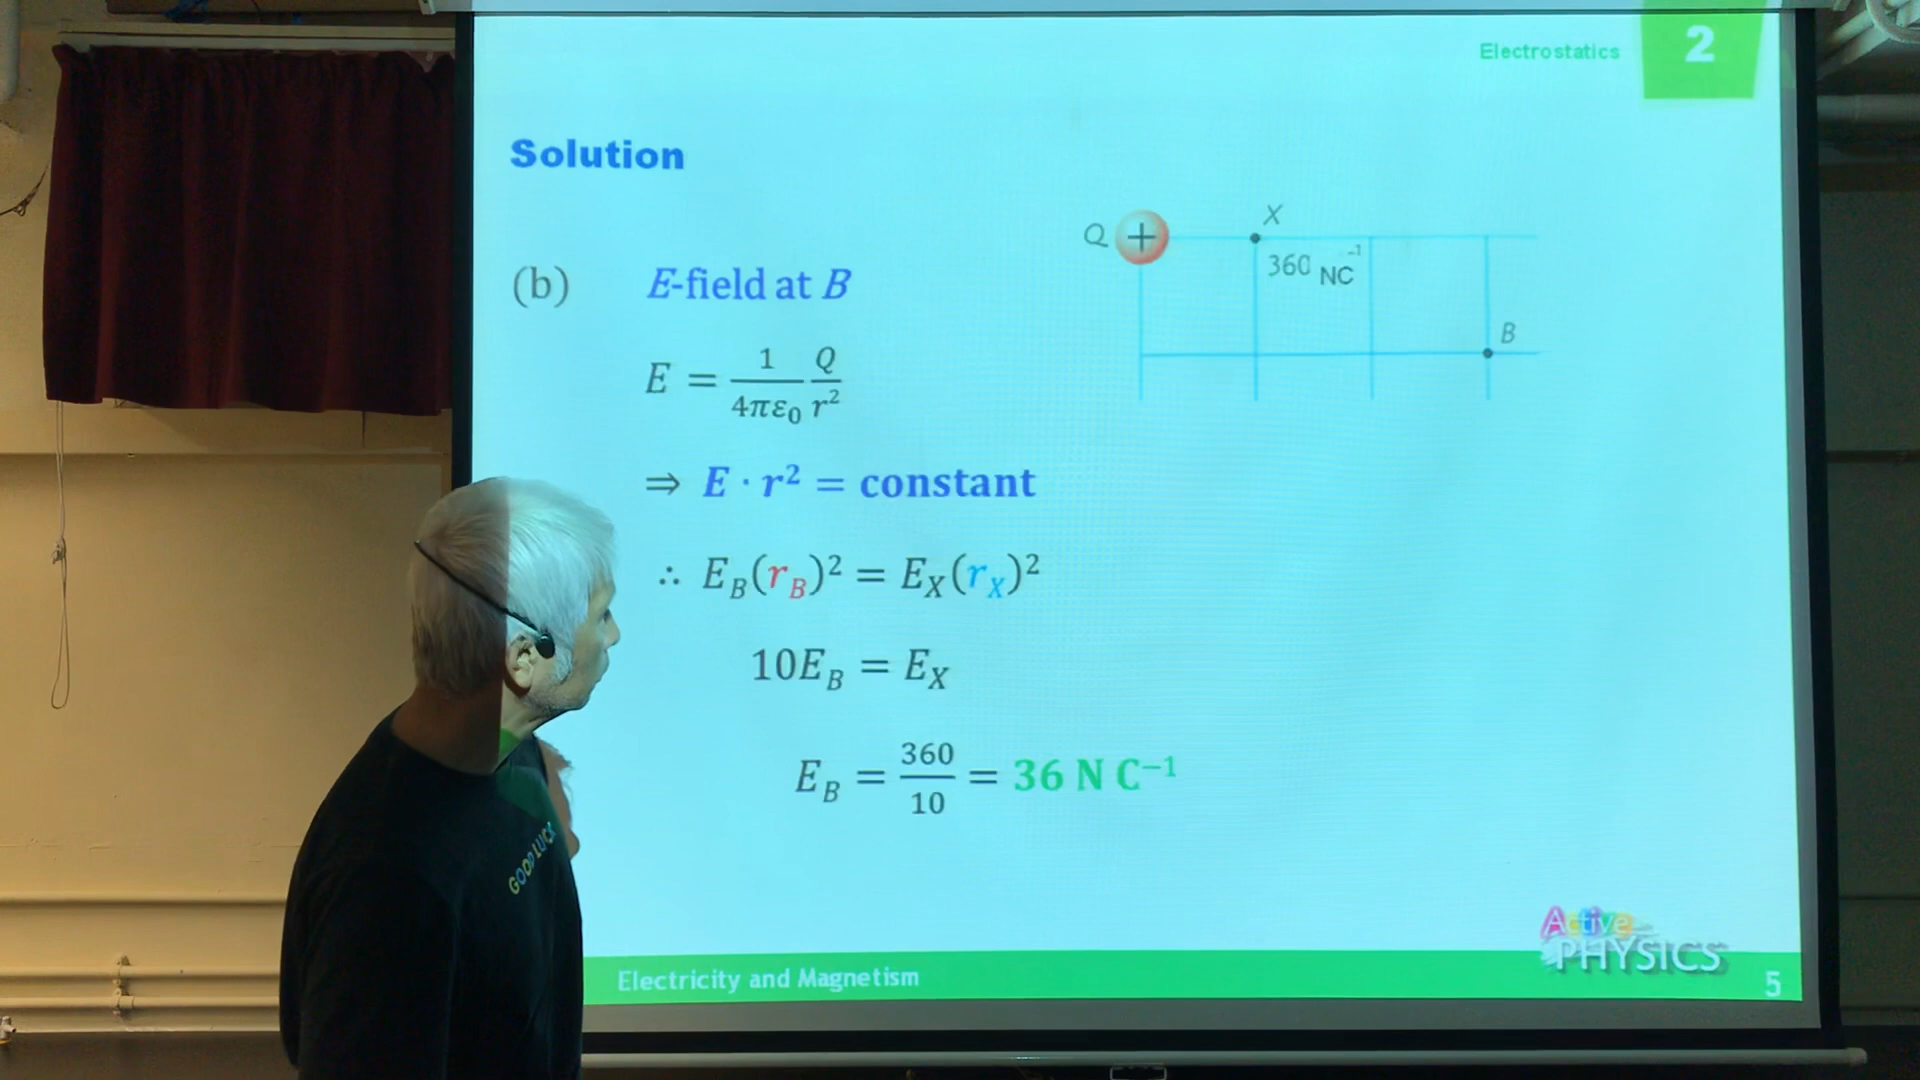 Electrostatics
2
Solution
Q
+
X
360 NC⁻¹
B
(b) E-field at B
E = 1/(4πε₀) Q/r²
⇒ E · r² = constant
∴ E_B(r_B)² = E_X(r_X)²
10E_B = E_X
E_B = 360/10 = 36 N C⁻¹
GOOD LUCK
Active
PHYSICS
Electricity and Magnetism
5